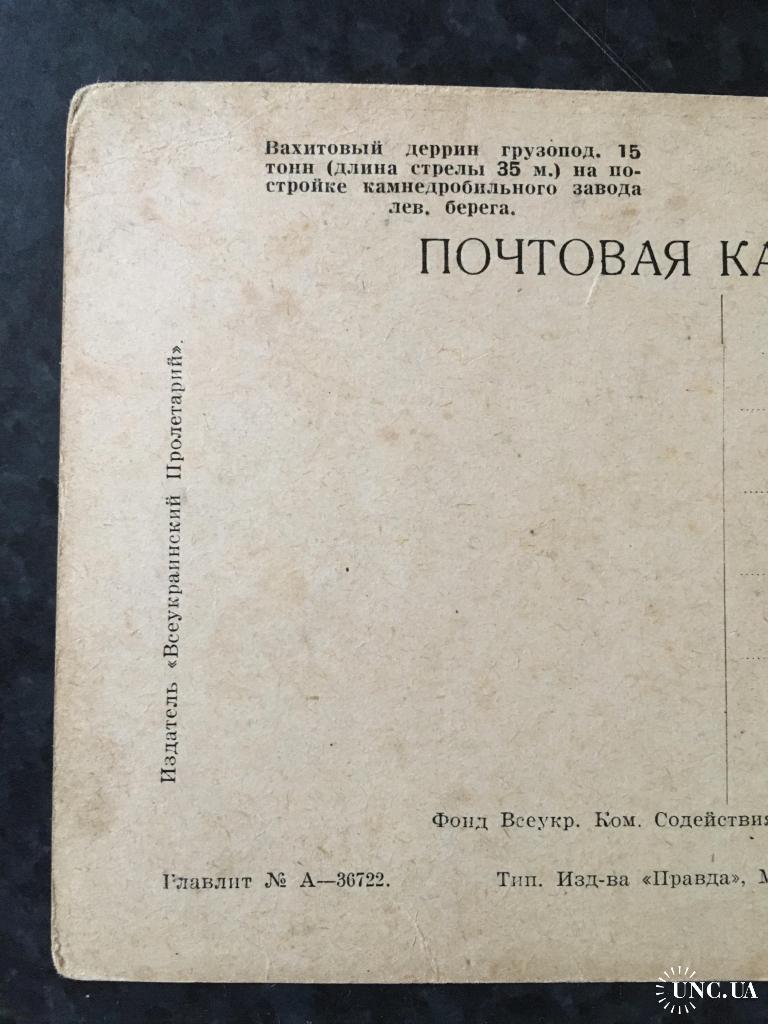 Вахитовый деррин грузопод. 15
тонн (длина стрелы 35 м.) на по-
стройке камнедробильного завода
лев. берега.
ПОЧТОВАЯ КА
Издатель «Всеукраинский Пролетарий».
Фонд Всеукр. Ком. Содействия
Главлит № А—36722.
Тип. Изд-ва «Правда», М
UNC.UA